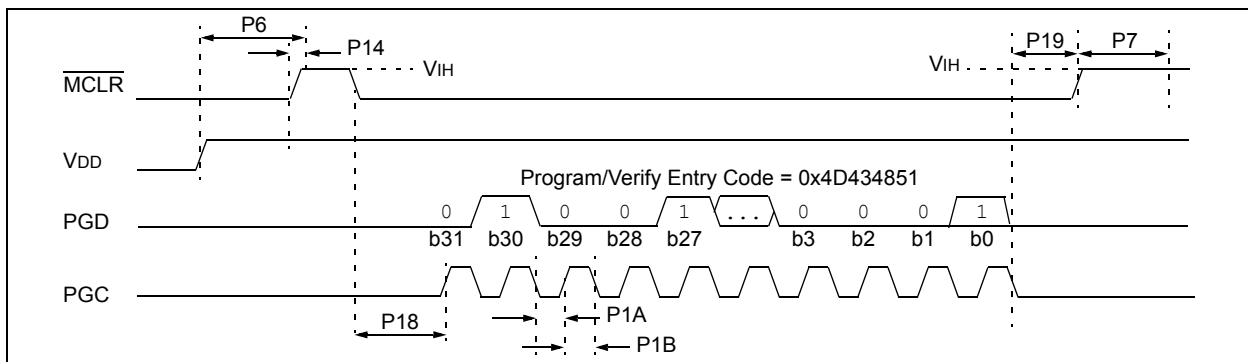 P6
P14
P19
P7
VIH
VIH
MCLR
VDD
Program/Verify Entry Code = 0x4D434851
PGD
0 1 0 0 1 ... 0 0 0 1
b31 b30 b29 b28 b27 b3 b2 b1 b0
PGC
P18
P1A
P1B